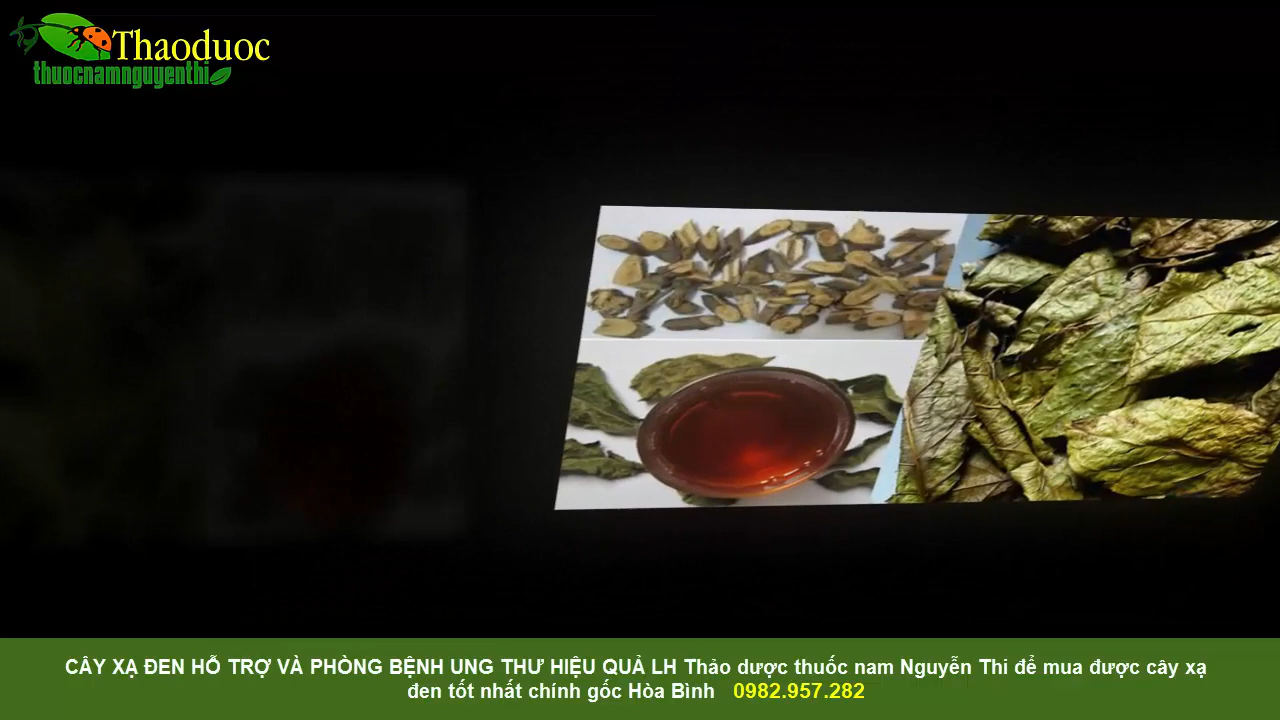 Thaoduoc
thuocnamnguyenthi
CÂY XẠ ĐEN HỖ TRỢ VÀ PHÒNG BỆNH UNG THƯ HIỆU QUẢ LH Thảo dược thuốc nam Nguyễn Thi để mua được cây xạ
đen tốt nhất chính gốc Hòa Bình 0982.957.282